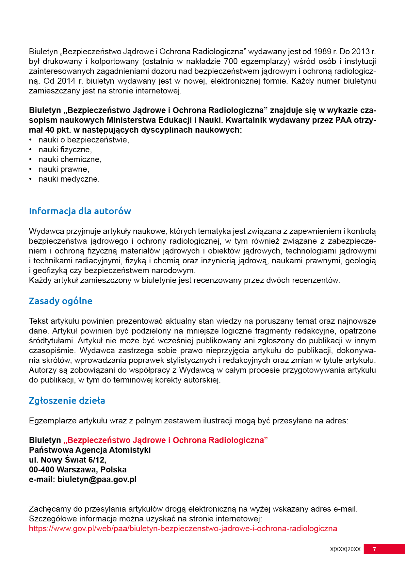 Biuletyn „Bezpieczeństwo Jądrowe i Ochrona Radiologiczna” wydawany jest od 1989 r. Do 2013 r.
był drukowany i kolportowany (ostatnio w nakładzie 700 egzemplarzy) wśród osób i instytucji
zainteresowanych zagadnieniami dozoru nad bezpieczeństwem jądrowym i ochroną radiologicz-
ną. Od 2014 r. biuletyn wydawany jest w nowej, elektronicznej formie. Każdy numer biuletynu
zamieszczany jest na stronie internetowej.
Biuletyn „Bezpieczeństwo Jądrowe i Ochrona Radiologiczna” znajduje się w wykazie cza-
sopism naukowych Ministerstwa Edukacji i Nauki. Kwartalnik wydawany przez PAA otrzy-
mał 40 pkt. w następujących dyscyplinach naukowych:
• nauki o bezpieczeństwie,
• nauki fizyczne,
• nauki chemiczne,
• nauki prawne,
• nauki medyczne.
Informacja dla autorów
Wydawca przyjmuje artykuły naukowe, których tematyka jest związana z zapewnieniem i kontrolą
bezpieczeństwa jądrowego i ochrony radiologicznej, w tym również związane z zabezpiecze-
niem i ochroną fizyczną materiałów jądrowych i obiektów jądrowych, technologiami jądrowymi
i technikami radiacyjnymi, fizyką i chemią oraz inżynierią jądrową, naukami prawnymi, geologią
i geofizyką czy bezpieczeństwem narodowym.
Każdy artykuł zamieszczony w biuletynie jest recenzowany przez dwóch recenzentów.
Zasady ogólne
Tekst artykułu powinien prezentować aktualny stan wiedzy na poruszany temat oraz najnowsze
dane. Artykuł powinien być podzielony na mniejsze logiczne fragmenty redakcyjne, opatrzone
śródtytułami. Artykuł nie może być wcześniej publikowany ani zgłoszony do publikacji w innym
czasopiśmie. Wydawca zastrzega sobie prawo nieprzyjęcia artykułu do publikacji, dokonywa-
nia skrótów, wprowadzania poprawek stylistycznych i redakcyjnych oraz zmian w tytule artykułu.
Autorzy są zobowiązani do współpracy z Wydawcą w całym procesie przygotowywania artykułu
do publikacji, w tym do terminowej korekty autorskiej.
Zgłoszenie dzieła
Egzemplarze artykułu wraz z pełnym zestawem ilustracji mogą być przesyłane na adres:
Biuletyn „Bezpieczeństwo Jądrowe i Ochrona Radiologiczna”
Państwowa Agencja Atomistyki
ul. Nowy Świat 6/12,
00-400 Warszawa, Polska
e-mail: biuletyn@paa.gov.pl
Zachęcamy do przesyłania artykułów drogą elektroniczną na wyżej wskazany adres e-mail.
Szczegółowe informacje można uzyskać na stronie internetowej:
https://www.gov.pl/web/paa/biuletyn-bezpieczenstwo-jadrowe-i-ochrona-radiologiczna
X(XXX)20XX 7